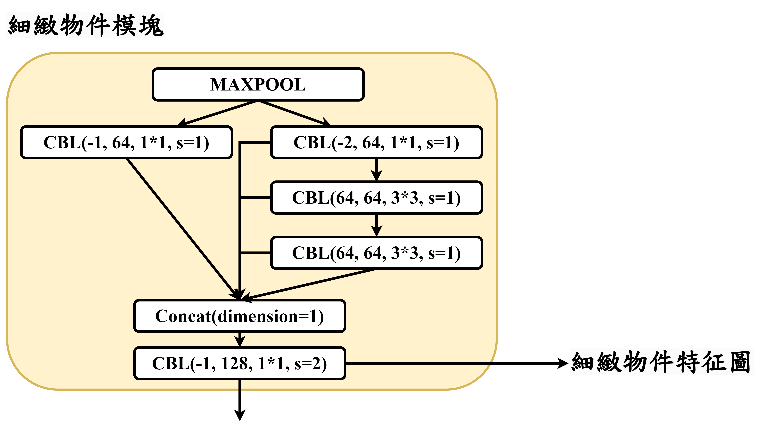 細緻物件模塊
MAXPOOL
CBL(-1, 64, 1*1, s=1)
CBL(-2, 64, 1*1, s=1)
CBL(64, 64, 3*3, s=1)
CBL(64, 64, 3*3, s=1)
Concat(dimension=1)
CBL(-1, 128, 1*1, s=2)
細緻物件特征圖